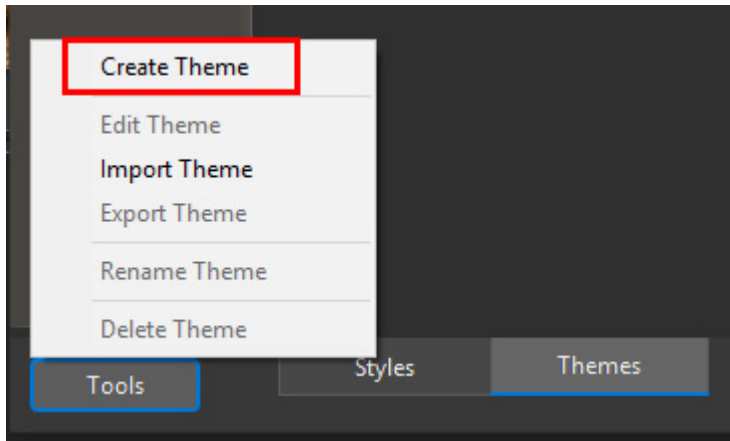 Create Theme
Edit Theme
Import Theme
Export Theme
Rename Theme
Delete Theme
Tools
Styles
Themes